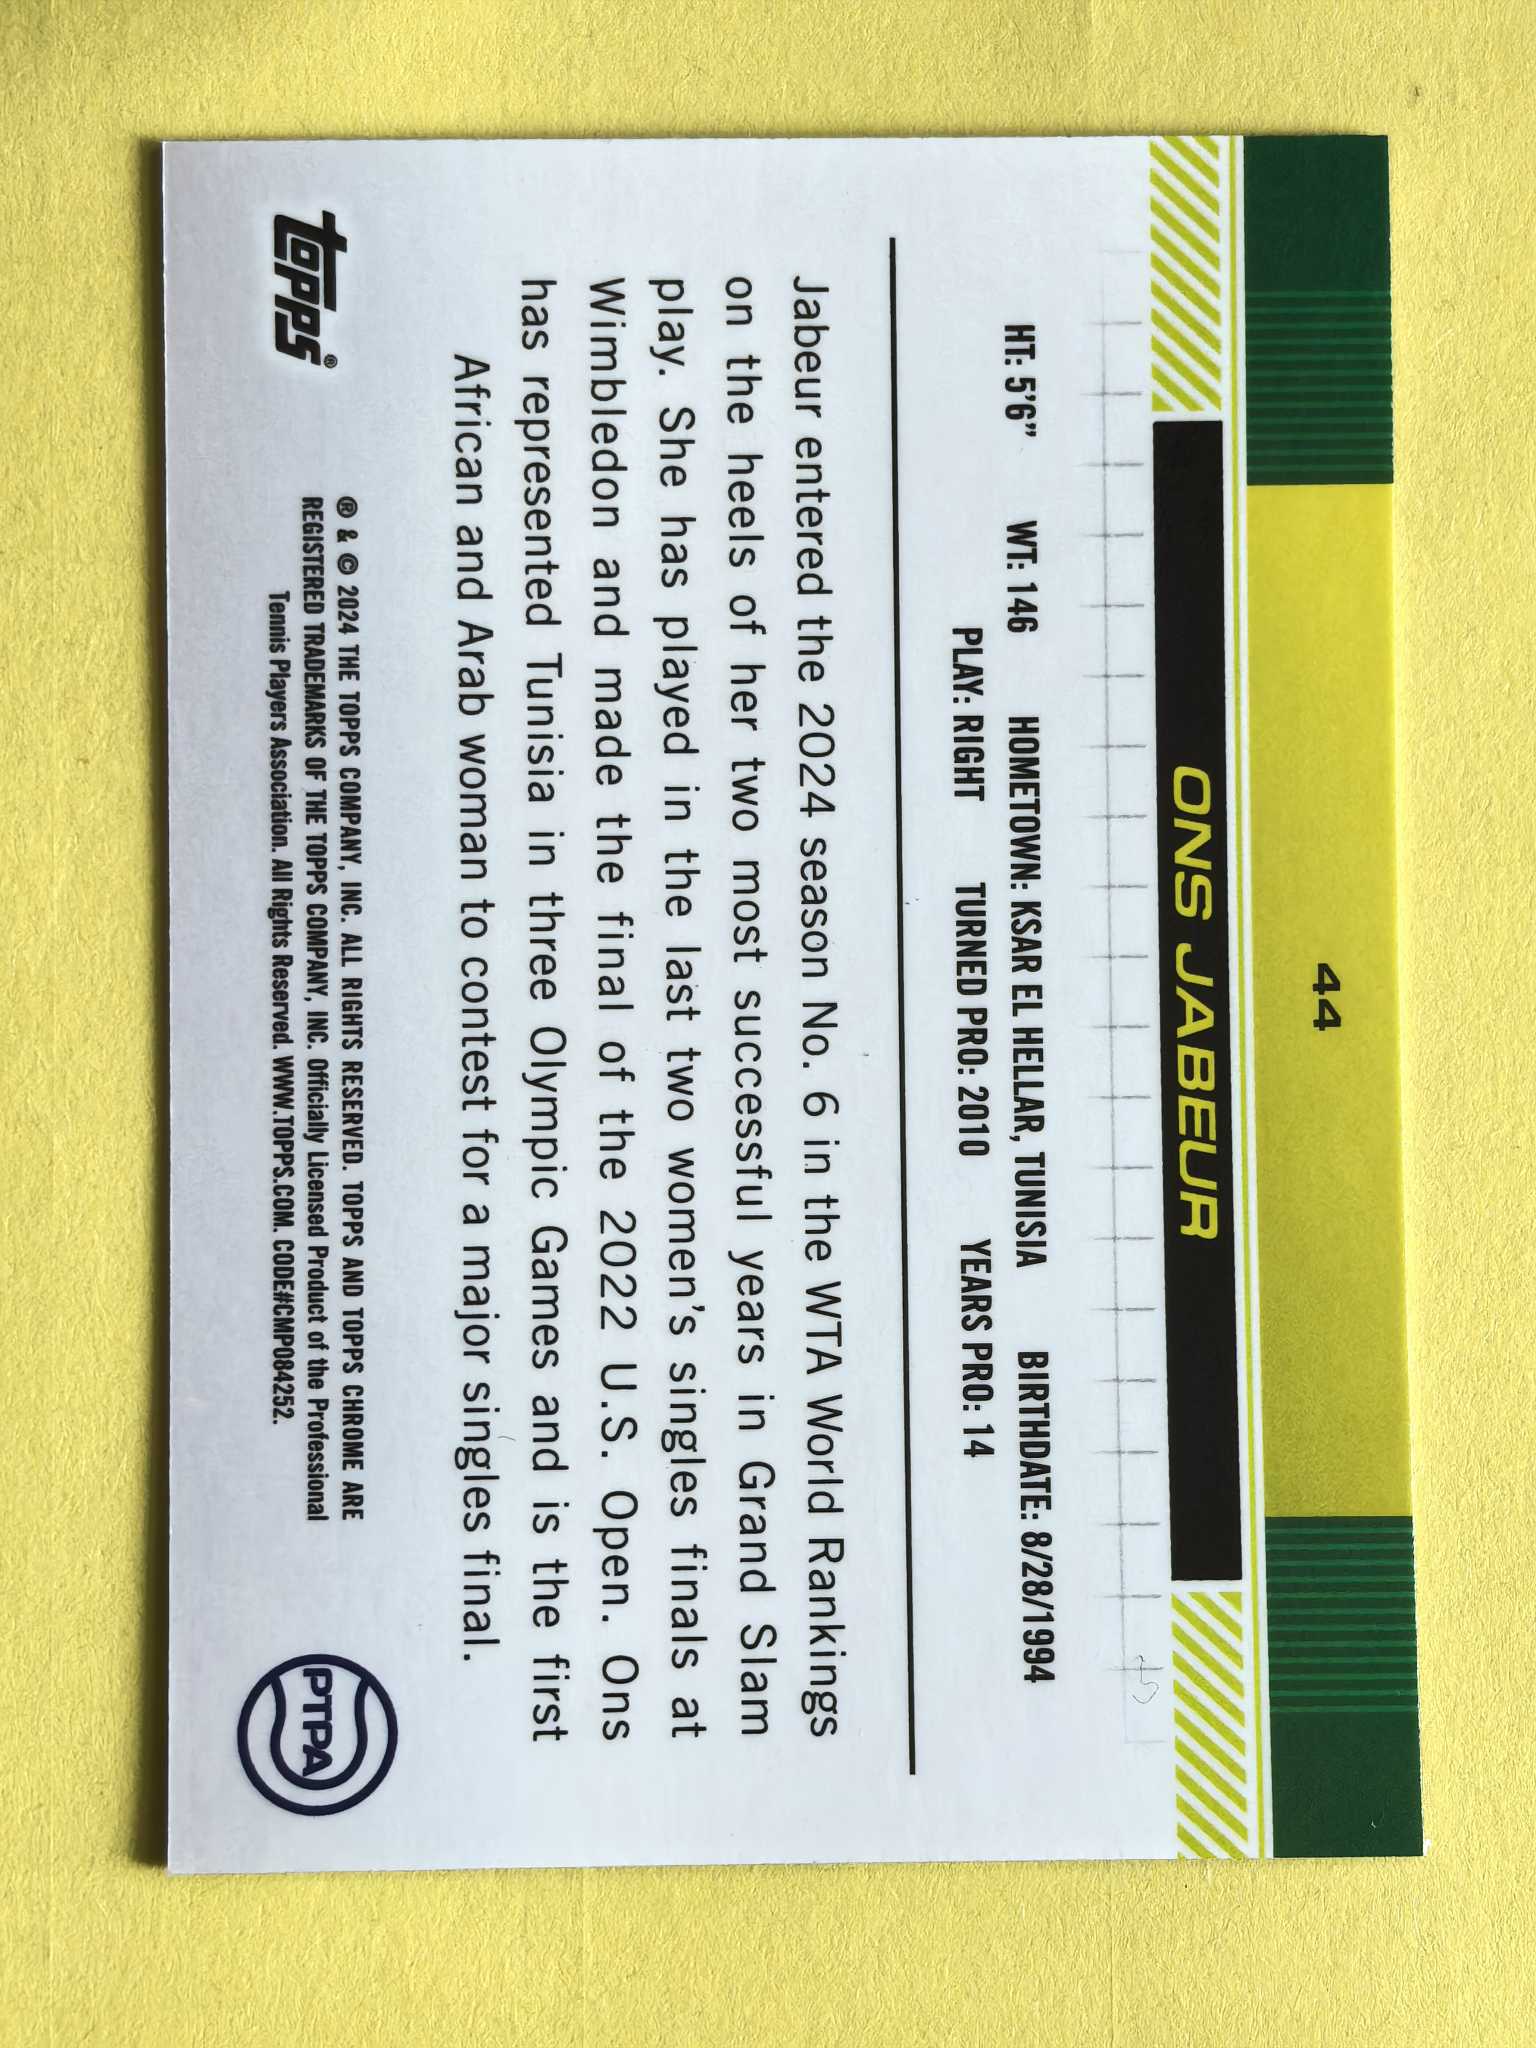 44
ONS JABEUR
HT: 5'6" WT: 146 HOMETOWN: KSAR EL HELLAR, TUNISIA BIRTHDATE: 8/28/1994
PLAY: RIGHT TURNED PRO: 2010 YEARS PRO: 14
Jabeur entered the 2024 season No. 6 in the WTA World Rankings
on the heels of her two most successful years in Grand Slam
play. She has played in the last two women's singles finals at
Wimbledon and made the final of the 2022 U.S. Open. Ons
has represented Tunisia in three Olympic Games and is the first
African and Arab woman to contest for a major singles final.
topps®
® & © 2024 THE TOPPS COMPANY, INC. ALL RIGHTS RESERVED. TOPPS AND TOPPS CHROME ARE
REGISTERED TRADEMARKS OF THE TOPPS COMPANY, INC. Officially Licensed Product of the Professional
Tennis Players Association. All Rights Reserved. WWW.TOPPS.COM. CODE#CMP084252.
PTPA